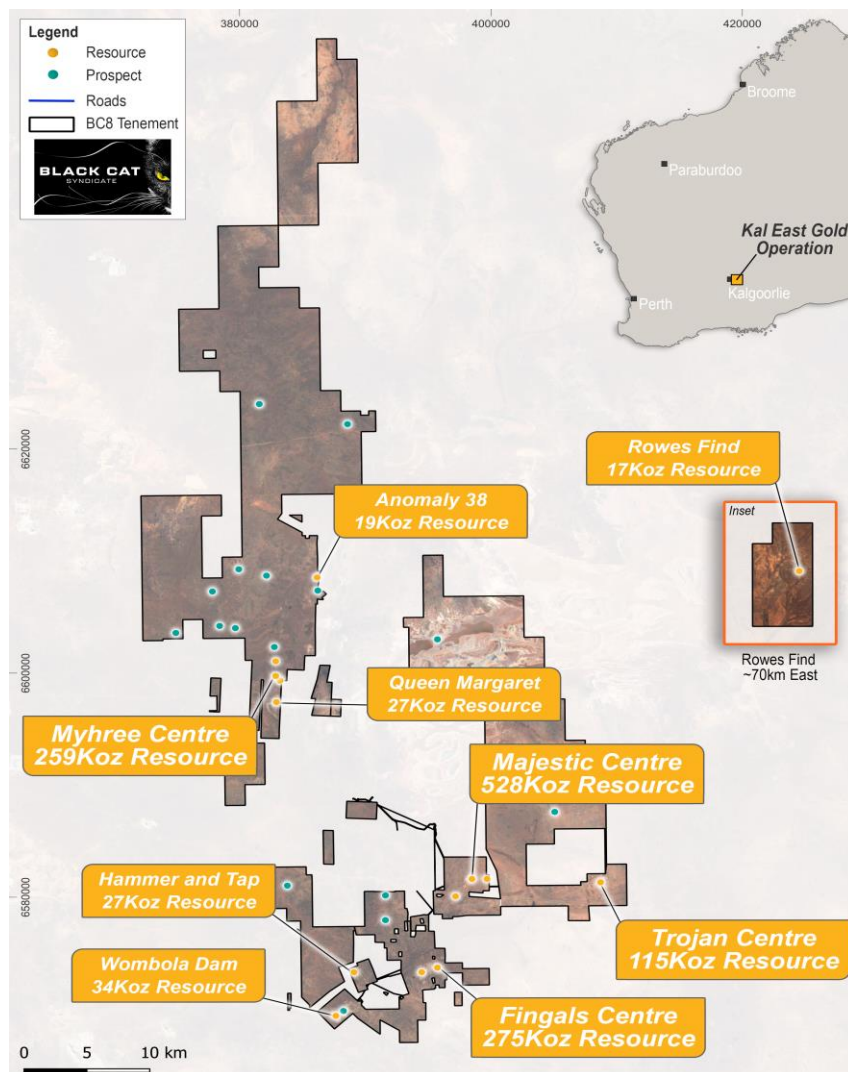 380000
400000
420000
Legend
Resource
Prospect
Roads
BC8 Tenement
BLACK CAT
SYNDICATE
Broome
Paraburdoo
Kal East Gold
Operation
Kalgoorlie
Perth
6620000
Rowes Find
17Koz Resource
Anomaly 38
19Koz Resource
Inset
Rowes Find
~70km East
6600000
Queen Margaret
27Koz Resource
Myhree Centre
259Koz Resource
Majestic Centre
528Koz Resource
Hammer and Tap
27Koz Resource
6580000
Trojan Centre
115Koz Resource
Wombola Dam
34Koz Resource
Fingals Centre
275Koz Resource
0 5 10 km